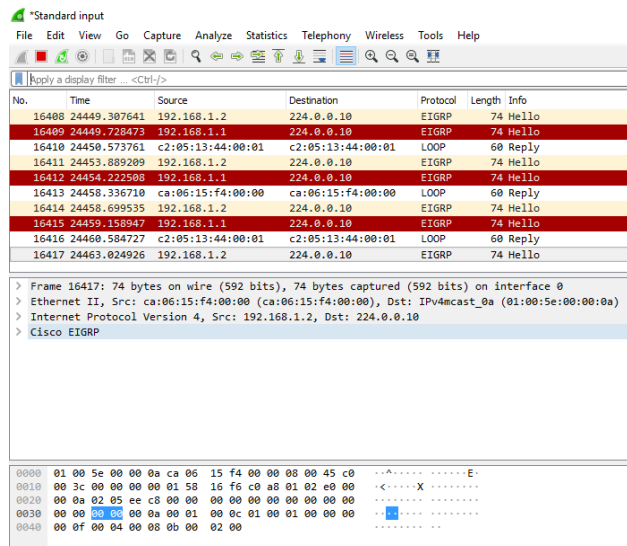 *Standard input
File Edit View Go Capture Analyze Statistics Telephony Wireless Tools Help
Apply a display filter ... <Ctrl-/>
No. Time Source Destination Protocol Length Info
16408 24449.307641 192.168.1.2 224.0.0.10 EIGRP 74 Hello
16409 24449.728473 192.168.1.1 224.0.0.10 EIGRP 74 Hello
16410 24450.573761 c2:05:13:44:00:01 c2:05:13:44:00:01 LOOP 60 Reply
16411 24453.889209 192.168.1.2 224.0.0.10 EIGRP 74 Hello
16412 24454.222508 192.168.1.1 224.0.0.10 EIGRP 74 Hello
16413 24458.336710 ca:06:15:f4:00:00 ca:06:15:f4:00:00 LOOP 60 Reply
16414 24458.699535 192.168.1.2 224.0.0.10 EIGRP 74 Hello
16415 24459.158947 192.168.1.1 224.0.0.10 EIGRP 74 Hello
16416 24460.584727 c2:05:13:44:00:01 c2:05:13:44:00:01 LOOP 60 Reply
16417 24463.024926 192.168.1.2 224.0.0.10 EIGRP 74 Hello
> Frame 16417: 74 bytes on wire (592 bits), 74 bytes captured (592 bits) on interface 0
> Ethernet II, Src: ca:06:15:f4:00:00 (ca:06:15:f4:00:00), Dst: IPv4mcast_0a (01:00:5e:00:00:0a)
> Internet Protocol Version 4, Src: 192.168.1.2, Dst: 224.0.0.10
> Cisco EIGRP
0000 01 00 5e 00 00 0a ca 06 15 f4 00 00 08 00 45 c0 ··^····· ······E·
0010 00 3c 00 00 00 00 01 58 16 f6 c0 a8 01 02 e0 00 ·<·····X ········
0020 00 0a 02 05 ee c8 00 00 00 00 00 00 00 00 00 00 ········ ········
0030 00 00 00 00 00 0a 00 01 00 0c 01 00 01 00 00 00 ········ ········
0040 00 0f 00 04 00 08 0b 00 02 00 ········ ··